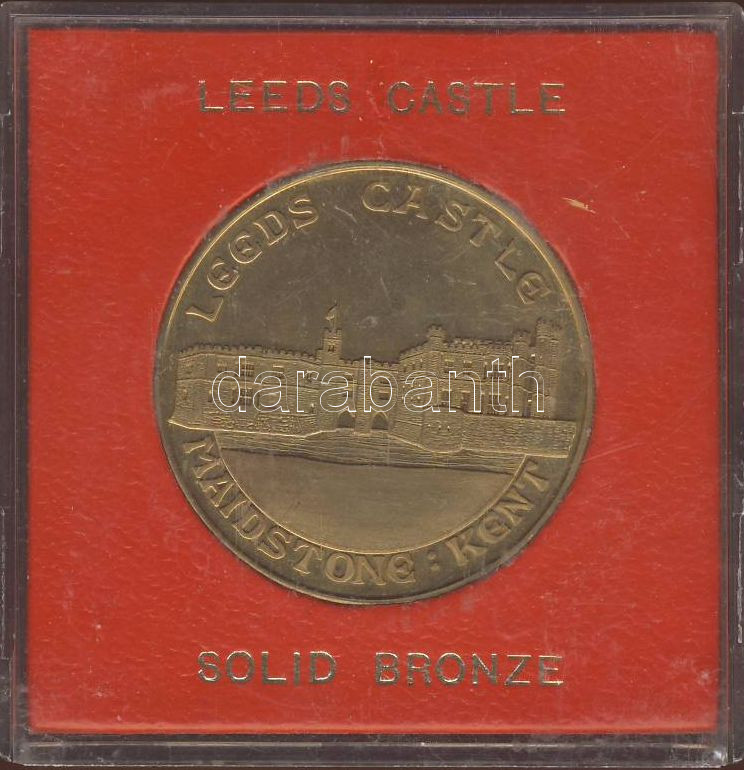 LEEDS CASTLE
LEEDS CASTLE
darabanth
MAIDSTONE : KENT
SOLID BRONZE